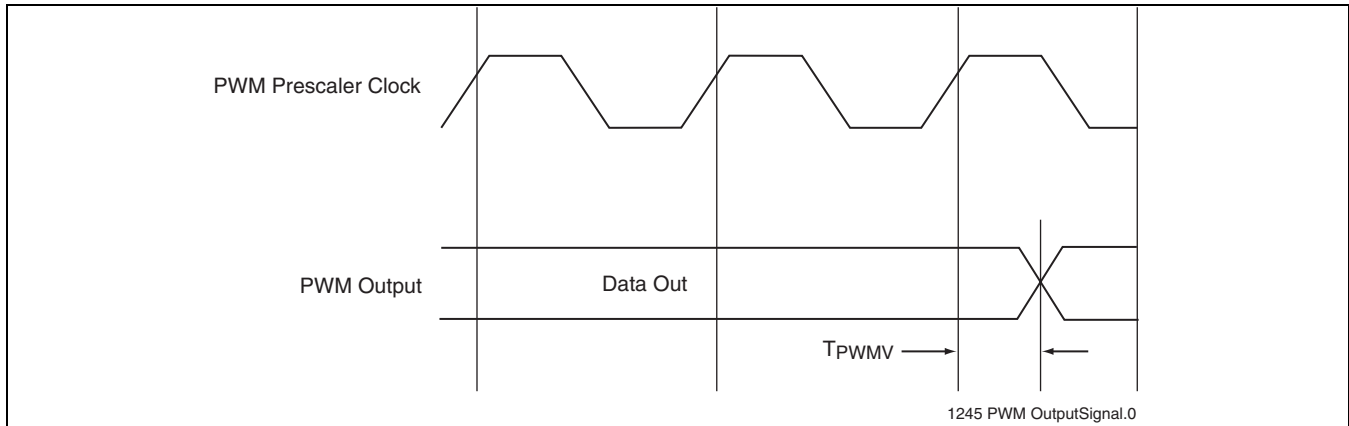 PWM Prescaler Clock
PWM Output
Data Out
TPWMV
1245 PWM OutputSignal.0